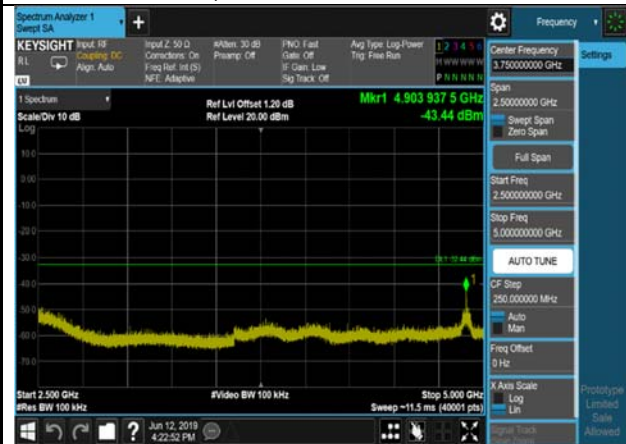 Spectrum Analyzer 1
Swept SA
Frequency
KEYSIGHT
RL
Input: RF
Coupling: DC
Align: Auto
Input Z: 50 Ω
Corrections: On
Freq Ref: Int (S)
NFE: Adaptive
#Atten: 30 dB
Preamp: Off
PNO: Fast
Gate: Off
IF Gain: Low
Sig Track: Off
Avg Type: Log-Power
Trig: Free Run
1 2 3 4 5 6
M W W W W W
P N N N N N
Center Frequency
3.750000000 GHz
Settings
1 Spectrum
Scale/Div 10 dB
Log
Ref Lvl Offset 1.20 dB
Ref Level 20.00 dBm
Mkr1 4.903 937 5 GHz
-43.44 dBm
Span
2.50000000 GHz
Swept Span
Zero Span
Full Span
Start Freq
2.500000000 GHz
Stop Freq
5.000000000 GHz
AUTO TUNE
CF Step
250.000000 MHz
Auto
Man
Freq Offset
0 Hz
X Axis Scale
Log
Lin
Signal Track
10.0
0.00
-10.0
-20.0
-30.0
-40.0
-50.0
-60.0
-70.0
1
Start 2.500 GHz
#Res BW 100 kHz
#Video BW 100 kHz
Stop 5.000 GHz
Sweep ~11.5 ms (40001 pts)
Jun 12, 2019
4:22:52 PM
Prototype
Limited
Sale
Allowed